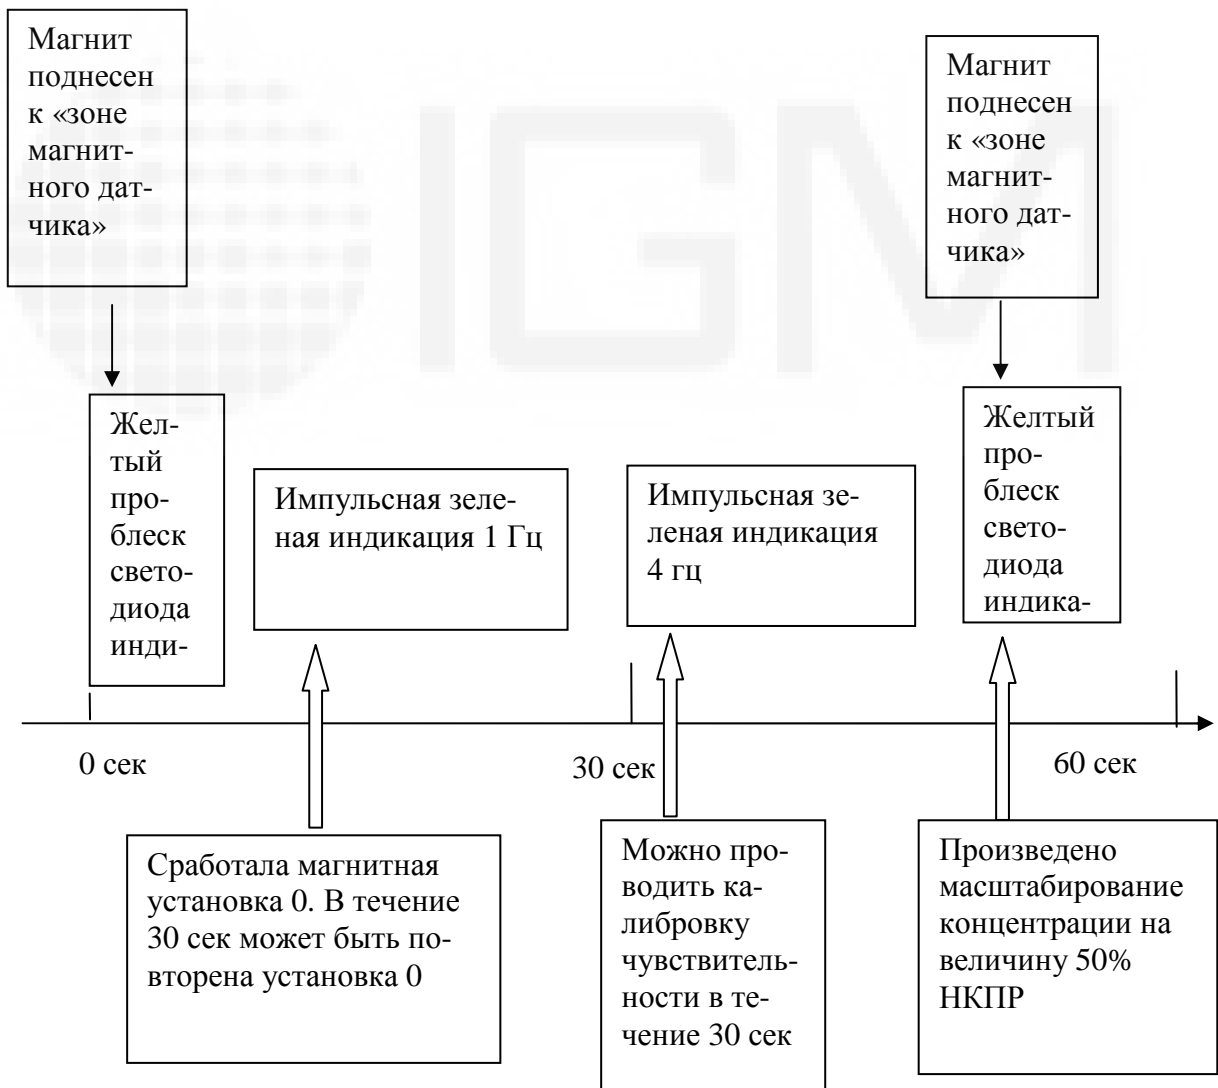 Магнит
поднесен
к «зоне
магнит-
ного дат-
чика»
Магнит
поднесен
к «зоне
магнит-
ного дат-
чика»
IGM
Жел-
тый
про-
блеск
свето-
диода
инди-
Импульсная зеле-
ная индикация 1 Гц
Импульсная зе-
леная индикация
4 гц
Желтый
про-
блеск
свето-
диода
индика-
0 сек
30 сек
60 сек
Сработала магнитная
установка 0. В течение
30 сек может быть по-
вторена установка 0
Можно про-
водить ка-
либровку
чувствитель-
ности в те-
чение 30 сек
Произведено
масштабирование
концентрации на
величину 50%
НКПР